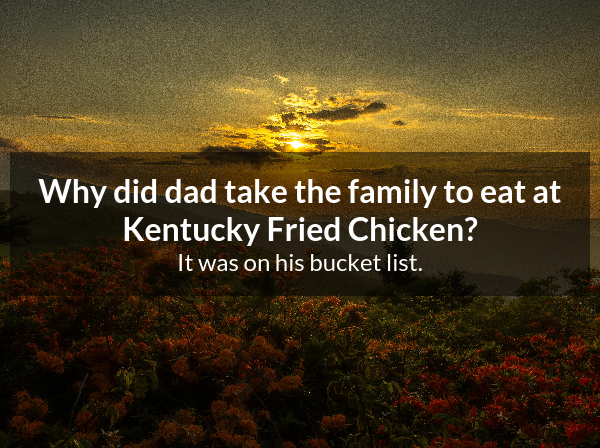 Why did dad take the family to eat at
Kentucky Fried Chicken?
It was on his bucket list.